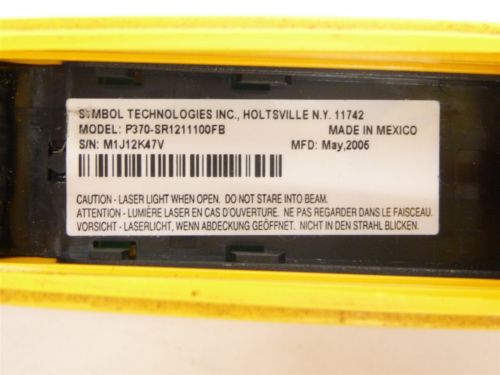 SYMBOL TECHNOLOGIES INC., HOLTSVILLE N.Y. 11742
MODEL: P370-SR1211100FB MADE IN MEXICO
S/N: M1J12K47V MFD: May,2005
CAUTION - LASER LIGHT WHEN OPEN. DO NOT STARE INTO BEAM.
ATTENTION - LUMIÈRE LASER EN CAS D'OUVERTURE. NE PAS REGARDER DANS LE FAISCEAU.
VORSICHT - LASERLICHT, WENN ABDECKUNG GEÖFFNET. NICHT IN DEN STRAHL BLICKEN.